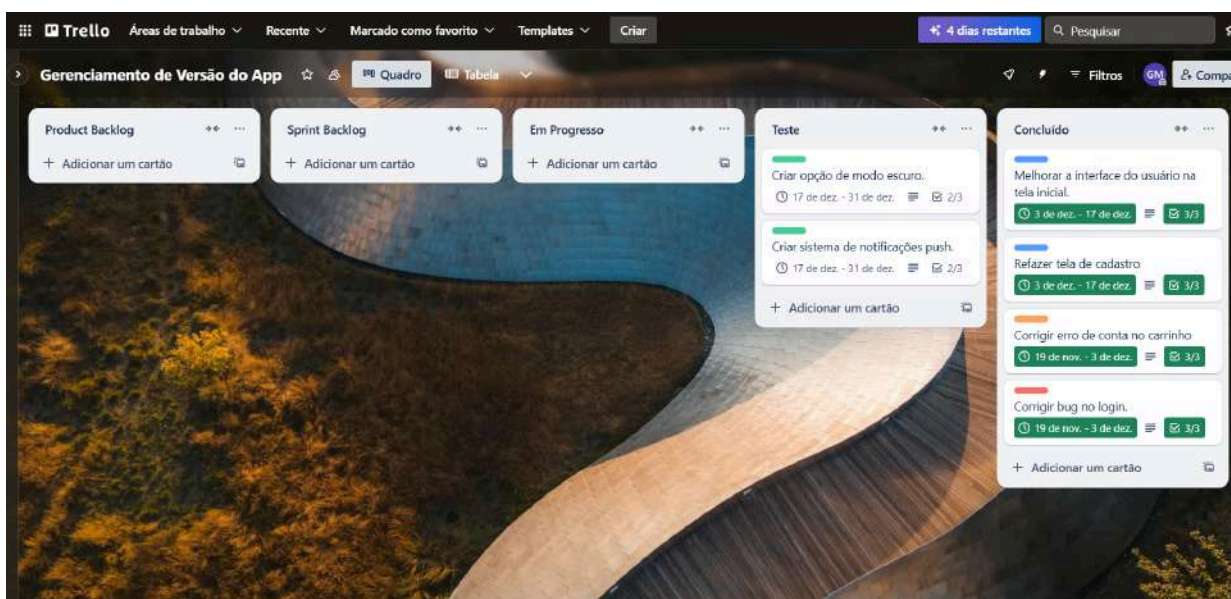 Trello Áreas de trabalho Recente Marcado como favorito Templates Criar 4 dias restantes Pesquisar
Gerenciamento de Versão do App Quadro Tabela Filtros GM
Product Backlog
+ Adicionar um cartão
Sprint Backlog
+ Adicionar um cartão
Em Progresso
+ Adicionar um cartão
Teste
Criar opção de modo escuro.
17 de dez. - 31 de dez. 2/3
Criar sistema de notificações push.
17 de dez. - 31 de dez. 2/3
+ Adicionar um cartão
Concluído
Melhorar a interface do usuário na
tela inicial.
3 de dez. - 17 de dez. 3/3
Refazer tela de cadastro
3 de dez. - 17 de dez. 3/3
Corrigir erro de conta no carrinho
19 de nov. - 3 de dez. 3/3
Corrigir bug no login.
19 de nov. - 3 de dez. 3/3
+ Adicionar um cartão